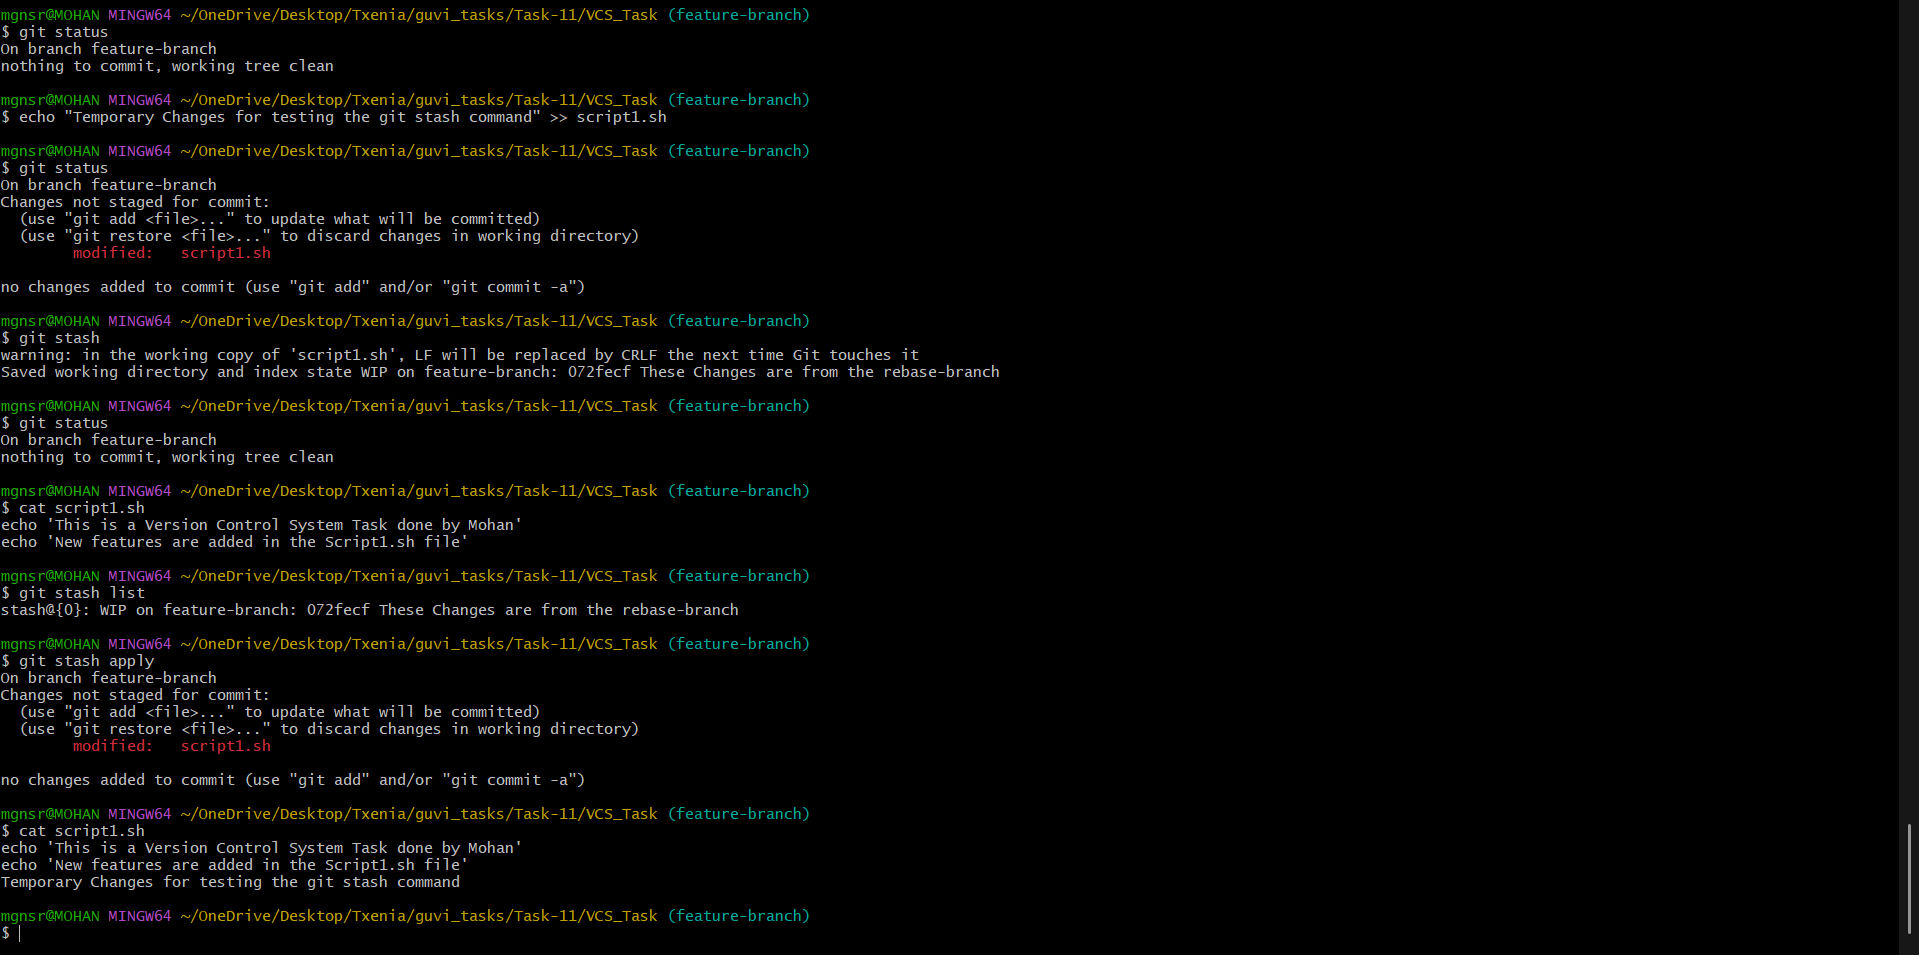 mgnsr@MOHAN MINGW64 ~/OneDrive/Desktop/Txenia/guvi_tasks/Task-11/VCS_Task (feature-branch)
$ git status
On branch feature-branch
nothing to commit, working tree clean
mgnsr@MOHAN MINGW64 ~/OneDrive/Desktop/Txenia/guvi_tasks/Task-11/VCS_Task (feature-branch)
$ echo "Temporary Changes for testing the git stash command" >> script1.sh
mgnsr@MOHAN MINGW64 ~/OneDrive/Desktop/Txenia/guvi_tasks/Task-11/VCS_Task (feature-branch)
$ git status
On branch feature-branch
Changes not staged for commit:
  (use "git add <file>..." to update what will be committed)
  (use "git restore <file>..." to discard changes in working directory)
        modified:   script1.sh
no changes added to commit (use "git add" and/or "git commit -a")
mgnsr@MOHAN MINGW64 ~/OneDrive/Desktop/Txenia/guvi_tasks/Task-11/VCS_Task (feature-branch)
$ git stash
warning: in the working copy of 'script1.sh', LF will be replaced by CRLF the next time Git touches it
Saved working directory and index state WIP on feature-branch: 072fecf These Changes are from the rebase-branch
mgnsr@MOHAN MINGW64 ~/OneDrive/Desktop/Txenia/guvi_tasks/Task-11/VCS_Task (feature-branch)
$ git status
On branch feature-branch
nothing to commit, working tree clean
mgnsr@MOHAN MINGW64 ~/OneDrive/Desktop/Txenia/guvi_tasks/Task-11/VCS_Task (feature-branch)
$ cat script1.sh
echo 'This is a Version Control System Task done by Mohan'
echo 'New features are added in the Script1.sh file'
mgnsr@MOHAN MINGW64 ~/OneDrive/Desktop/Txenia/guvi_tasks/Task-11/VCS_Task (feature-branch)
$ git stash list
stash@{0}: WIP on feature-branch: 072fecf These Changes are from the rebase-branch
mgnsr@MOHAN MINGW64 ~/OneDrive/Desktop/Txenia/guvi_tasks/Task-11/VCS_Task (feature-branch)
$ git stash apply
On branch feature-branch
Changes not staged for commit:
  (use "git add <file>..." to update what will be committed)
  (use "git restore <file>..." to discard changes in working directory)
        modified:   script1.sh
no changes added to commit (use "git add" and/or "git commit -a")
mgnsr@MOHAN MINGW64 ~/OneDrive/Desktop/Txenia/guvi_tasks/Task-11/VCS_Task (feature-branch)
$ cat script1.sh
echo 'This is a Version Control System Task done by Mohan'
echo 'New features are added in the Script1.sh file'
Temporary Changes for testing the git stash command
mgnsr@MOHAN MINGW64 ~/OneDrive/Desktop/Txenia/guvi_tasks/Task-11/VCS_Task (feature-branch)
$